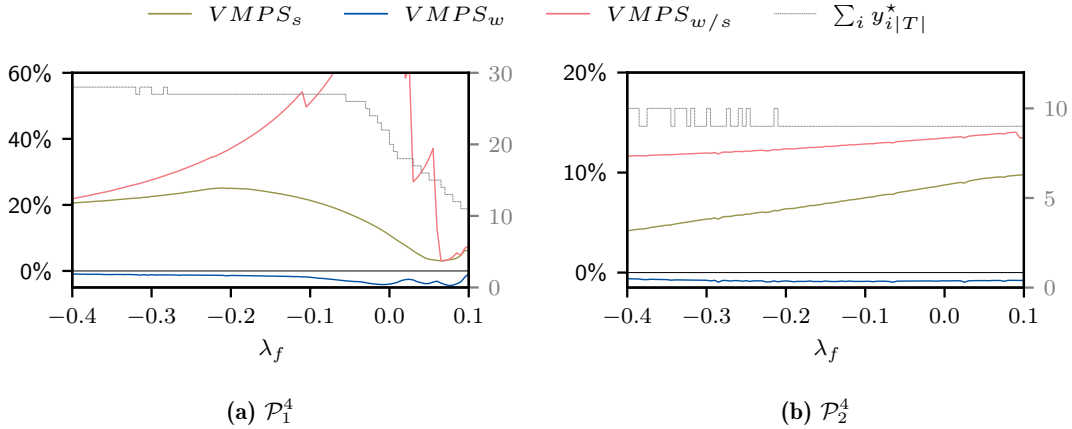 VMPS_s VMPS_w VMPS_{w/s} ∑_i y^⋆_{i|T|}
60% 30 20%
40% 20 10
20% 10 10% 5
0% 0 0% 0
−0.4 −0.3 −0.2 −0.1 0.0 0.1 −0.4 −0.3 −0.2 −0.1 0.0 0.1
λ_f λ_f
(a) 𝒫_1^4 (b) 𝒫_2^4